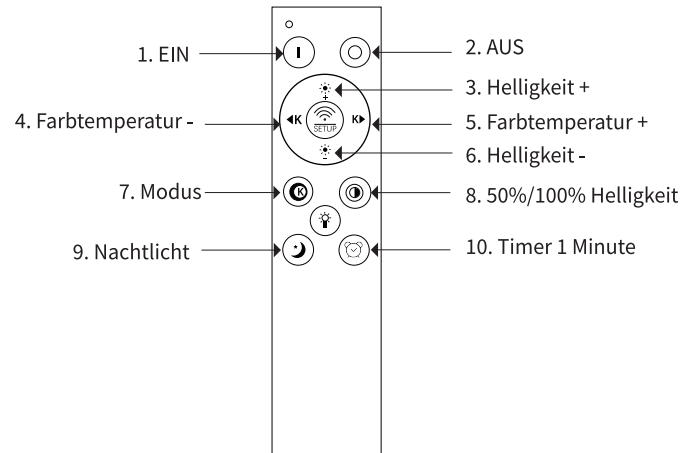 1. EIN
2. AUS
3. Helligkeit +
4. Farbtemperatur -
K
SETUP
K
5. Farbtemperatur +
6. Helligkeit -
7. Modus
K
8. 50%/100% Helligkeit
9. Nachtlicht
10. Timer 1 Minute